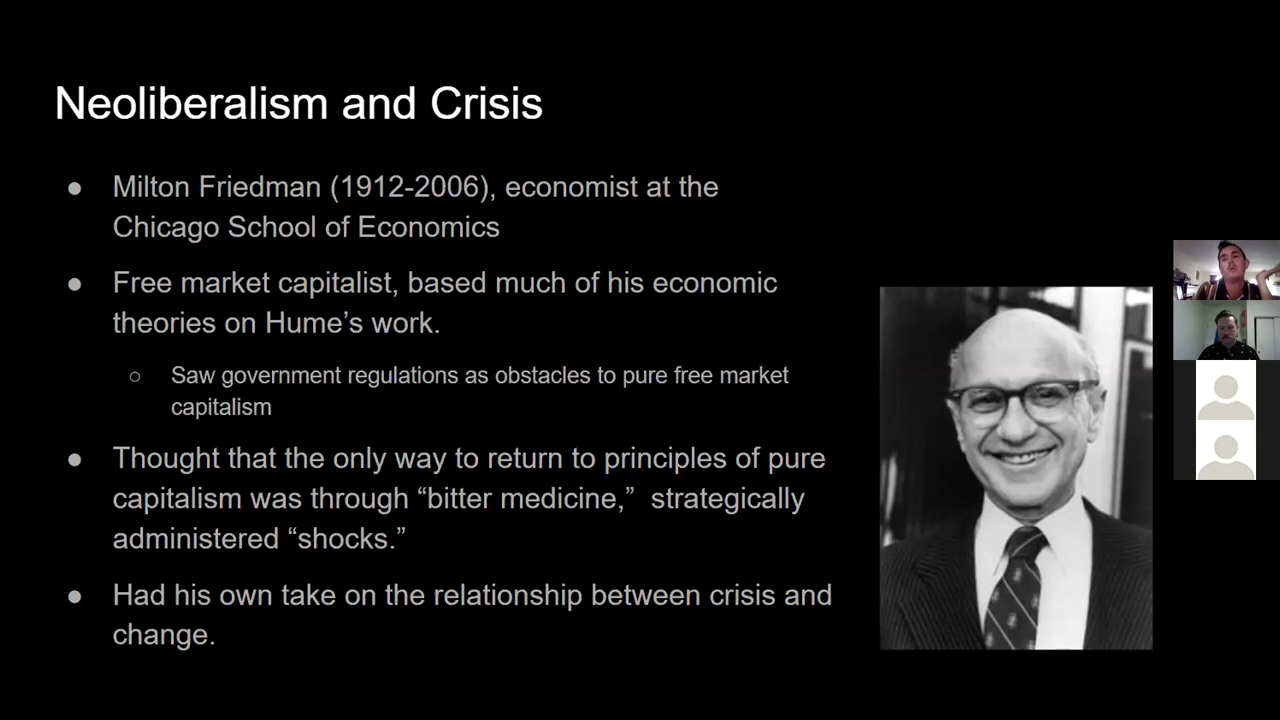 Neoliberalism and Crisis
● Milton Friedman (1912-2006), economist at the
Chicago School of Economics
● Free market capitalist, based much of his economic
theories on Hume’s work.
○ Saw government regulations as obstacles to pure free market
capitalism
● Thought that the only way to return to principles of pure
capitalism was through “bitter medicine,” strategically
administered “shocks.”
● Had his own take on the relationship between crisis and
change.